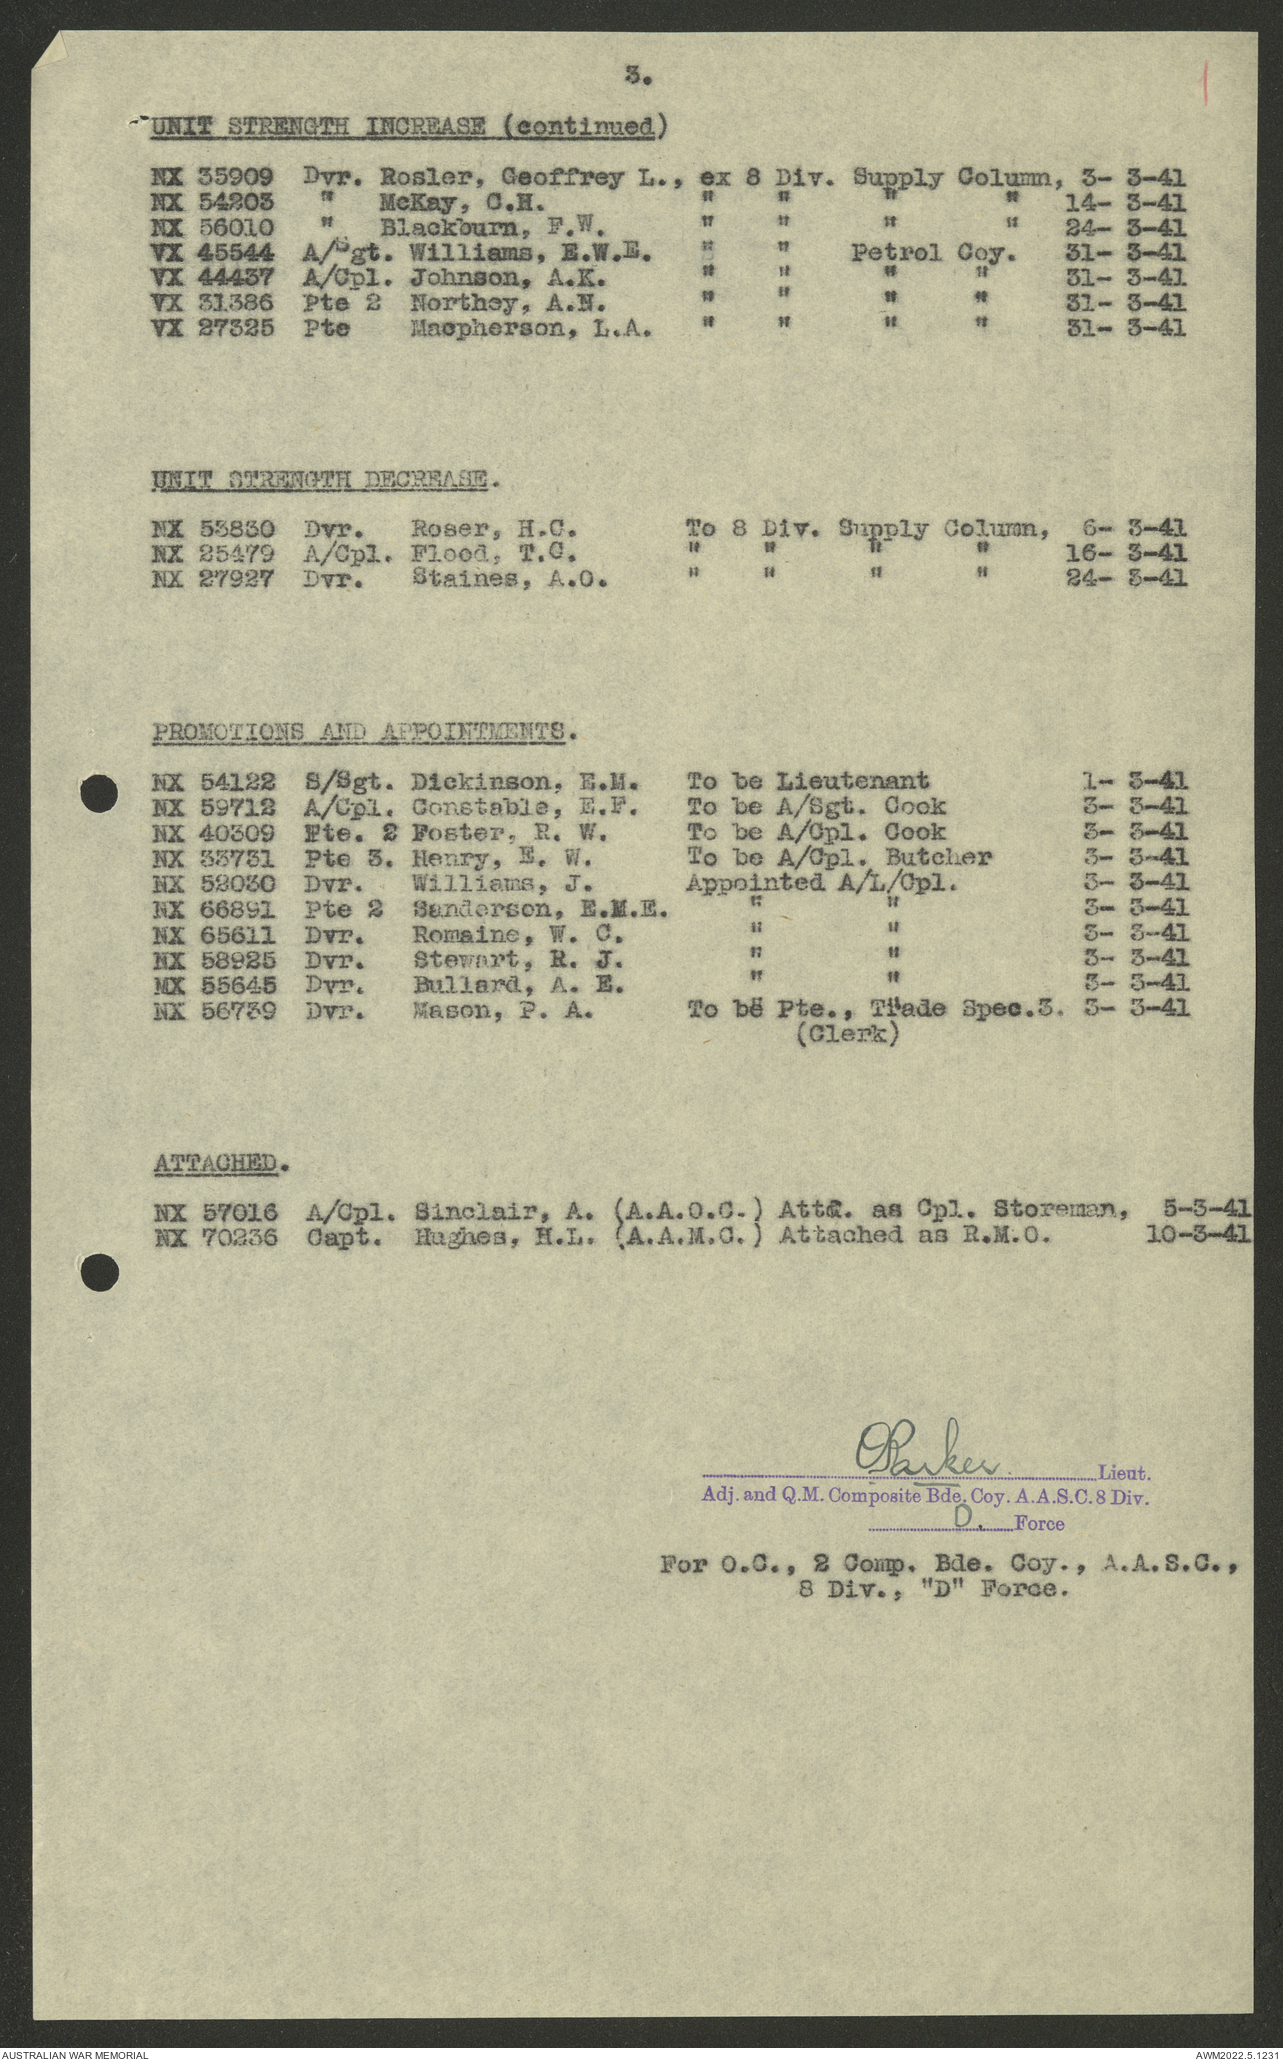 3.
UNIT STRENGTH INCREASE (continued)
NX 35909 Dvr. Rosler, Geoffrey L., ex 8 Div. Supply Column, 3- 3-41
NX 54203 " McKay, C.H. " " " " 14- 3-41
NX 56010 " Blackburn, F.W. " " " " 24- 3-41
VX 45544 A/Sgt. Williams, E.W.E. " " Petrol Coy. 31- 3-41
VX 44437 A/Cpl. Johnson, A.K. " " " " 31- 3-41
VX 31386 Pte 2 Northey, A.N. " " " " 31- 3-41
VX 27325 Pte Macpherson, L.A. " " " " 31- 3-41
UNIT STRENGTH DECREASE.
NX 53830 Dvr. Roser, H.C. To 8 Div. Supply Column, 6- 3-41
NX 25479 A/Cpl. Flood, T.C. " " " " 16- 3-41
NX 27927 Dvr. Staines, A.O. " " " " 24- 3-41
PROMOTIONS AND APPOINTMENTS.
NX 54122 S/Sgt. Dickinson, E.M. To be Lieutenant 1- 3-41
NX 59712 A/Cpl. Constable, E.F. To be A/Sgt. Cook 3- 3-41
NX 40309 Pte. 2 Foster, R. W. To be A/Cpl. Cook 3- 3-41
NX 33731 Pte 3. Henry, E. W. To be A/Cpl. Butcher 3- 3-41
NX 52030 Dvr. Williams, J. Appointed A/L/Cpl. 3- 3-41
NX 66891 Pte 2 Sanderson, E.M.E. " " 3- 3-41
NX 65611 Dvr. Romaine, W. C. " " 3- 3-41
NX 58925 Dvr. Stewart, R. J. " " 3- 3-41
NX 55645 Dvr. Bullard, A. E. " " 3- 3-41
NX 56739 Dvr. Mason, P. A. To be Pte., Trade Spec.3. 3- 3-41
(Clerk)
ATTACHED.
NX 57016 A/Cpl. Sinclair, A. (A.A.O.C.) Attd. as Cpl. Storeman, 5-3-41
NX 70236 Capt. Hughes, H.L. (A.A.M.C.) Attached as R.M.O. 10-3-41
Parker Lieut.
Adj. and Q.M. Composite Bde. Coy. A.A.S.C. 8 Div.
D. Force
For O.C., 2 Comp. Bde. Coy., A.A.S.C.,
8 Div., "D" Force.
AUSTRALIAN WAR MEMORIAL AWM2022.5.1231